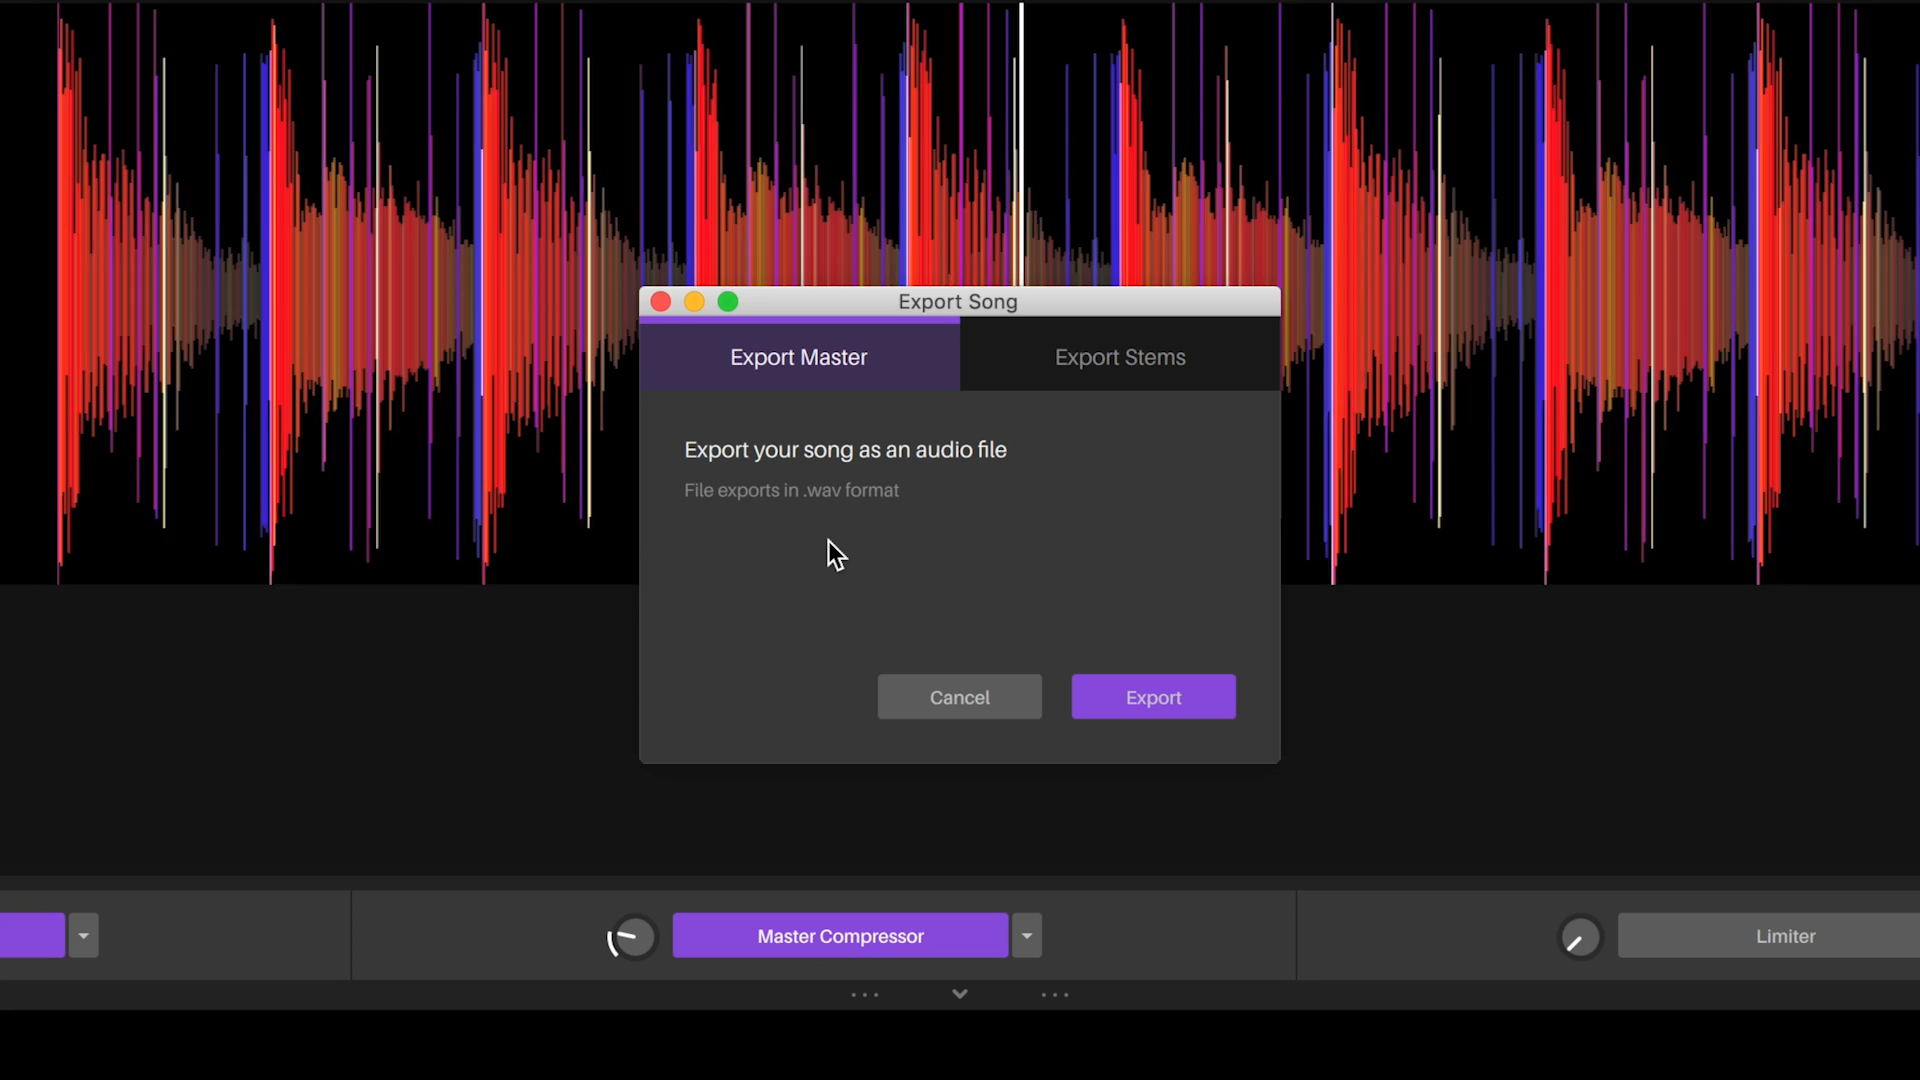 Export Song
Export Master
Export Stems
Export your song as an audio file
File exports in .wav format
Cancel
Export
Master Compressor
Limiter